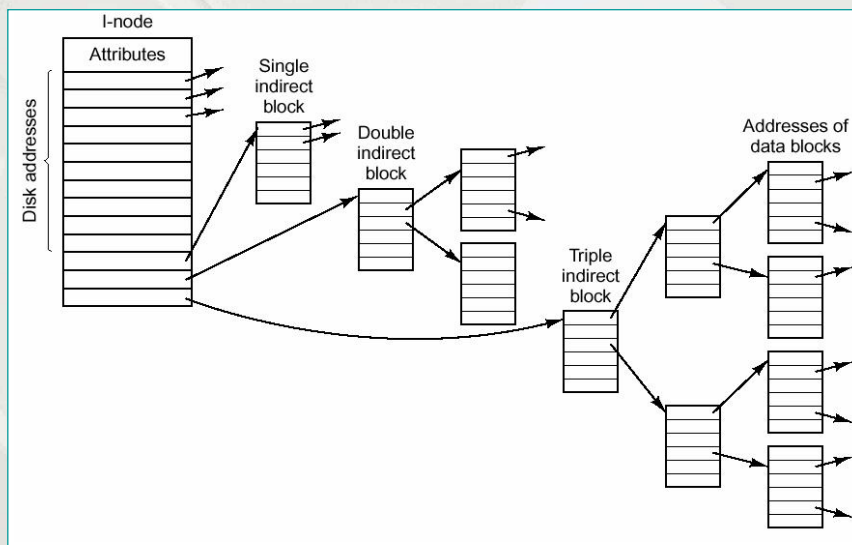 I-node
Attributes
Disk addresses
Single
indirect
block
Double
indirect
block
Triple
indirect
block
Addresses of
data blocks